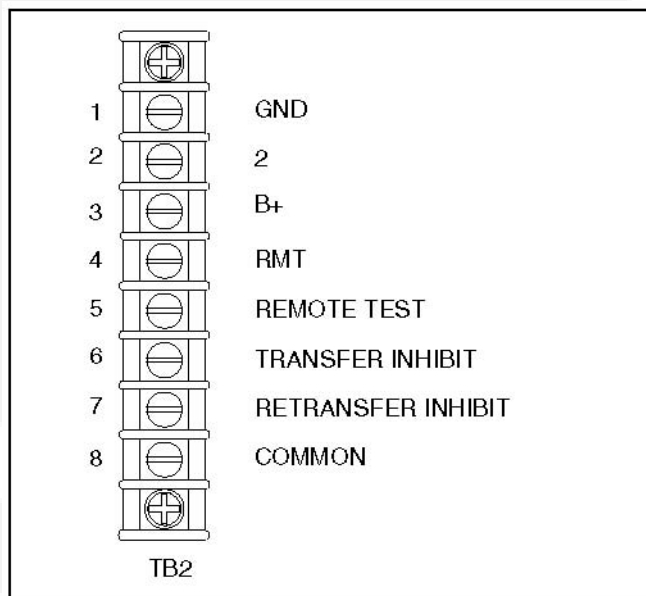 1 GND
2 2
3 B+
4 RMT
5 REMOTE TEST
6 TRANSFER INHIBIT
7 RETRANSFER INHIBIT
8 COMMON
TB2